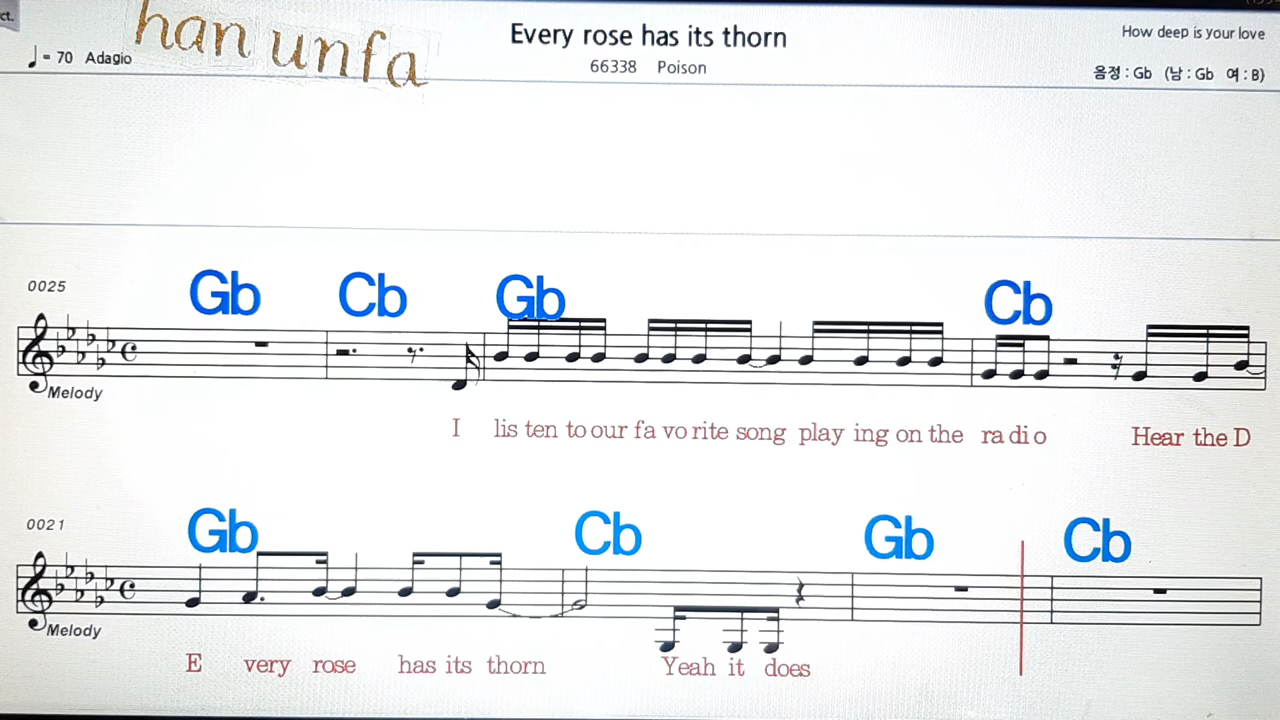 ct.
han unfa
Every rose has its thorn
How deep is your love
♩= 70 Adagio
66338 Poison
음정 : Gb (남 : Gb 여 : B)
0025
Gb Cb Gb Cb
Melody
I lis ten to our fa vo rite song play ing on the ra di o Hear the D
0021
Gb Cb Gb Cb
Melody
E very rose has its thorn Yeah it does